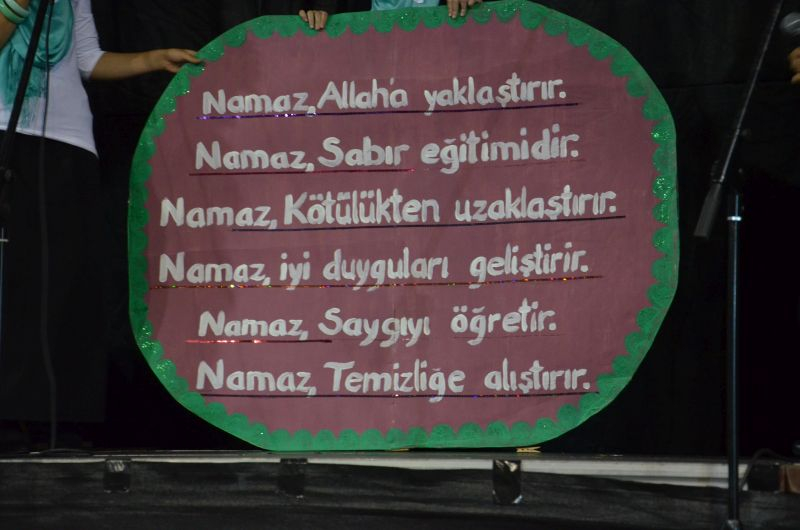 Namaz, Allah'a yaklaştırır.
Namaz, Sabır eğitimidir.
Namaz, Kötülükten uzaklaştırır.
Namaz, iyi duyguları geliştirir.
Namaz, Saygıyı öğretir.
Namaz, Temizliğe alıştırır.